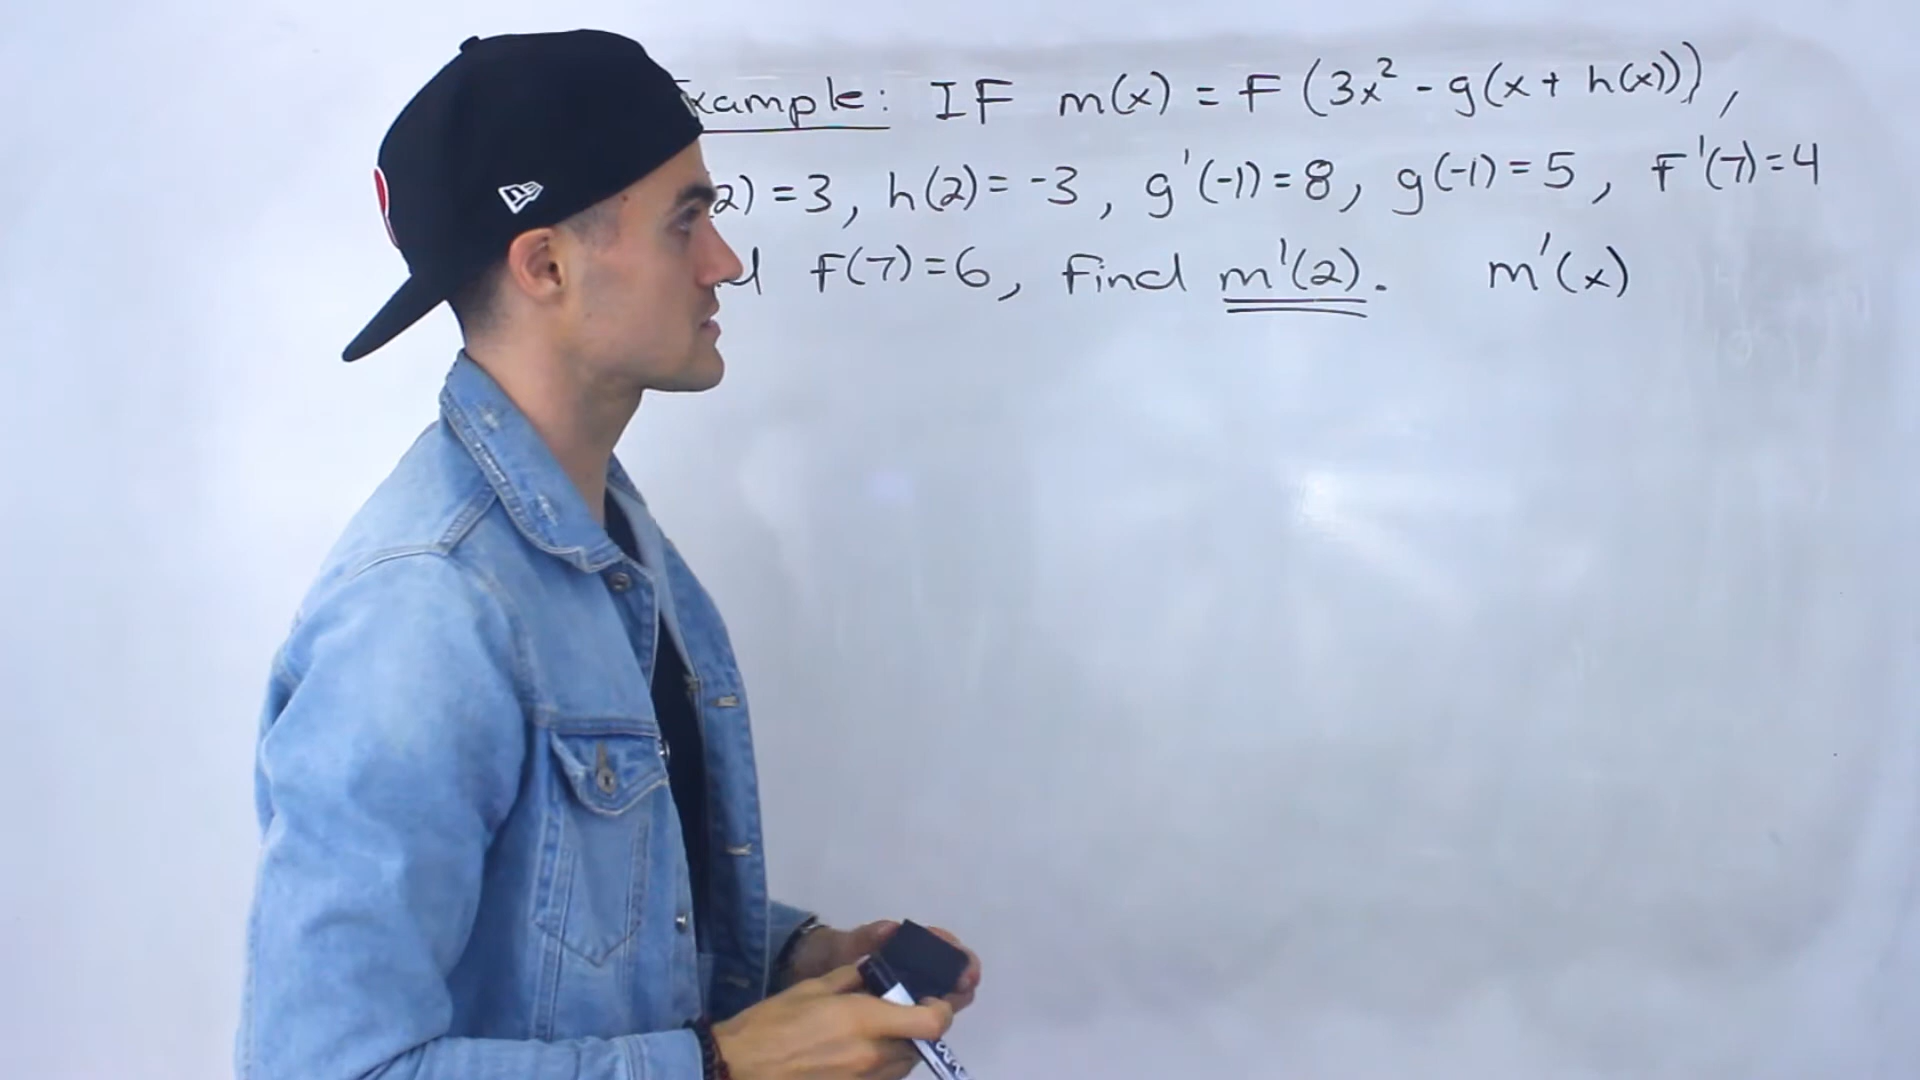 xample: IF m(x) = F (3x² - g(x + h(x))),
2) = 3, h(2) = -3, g'(-1) = 8, g(-1) = 5, F'(7) = 4
d F(7) = 6, Find m'(2). m'(x)